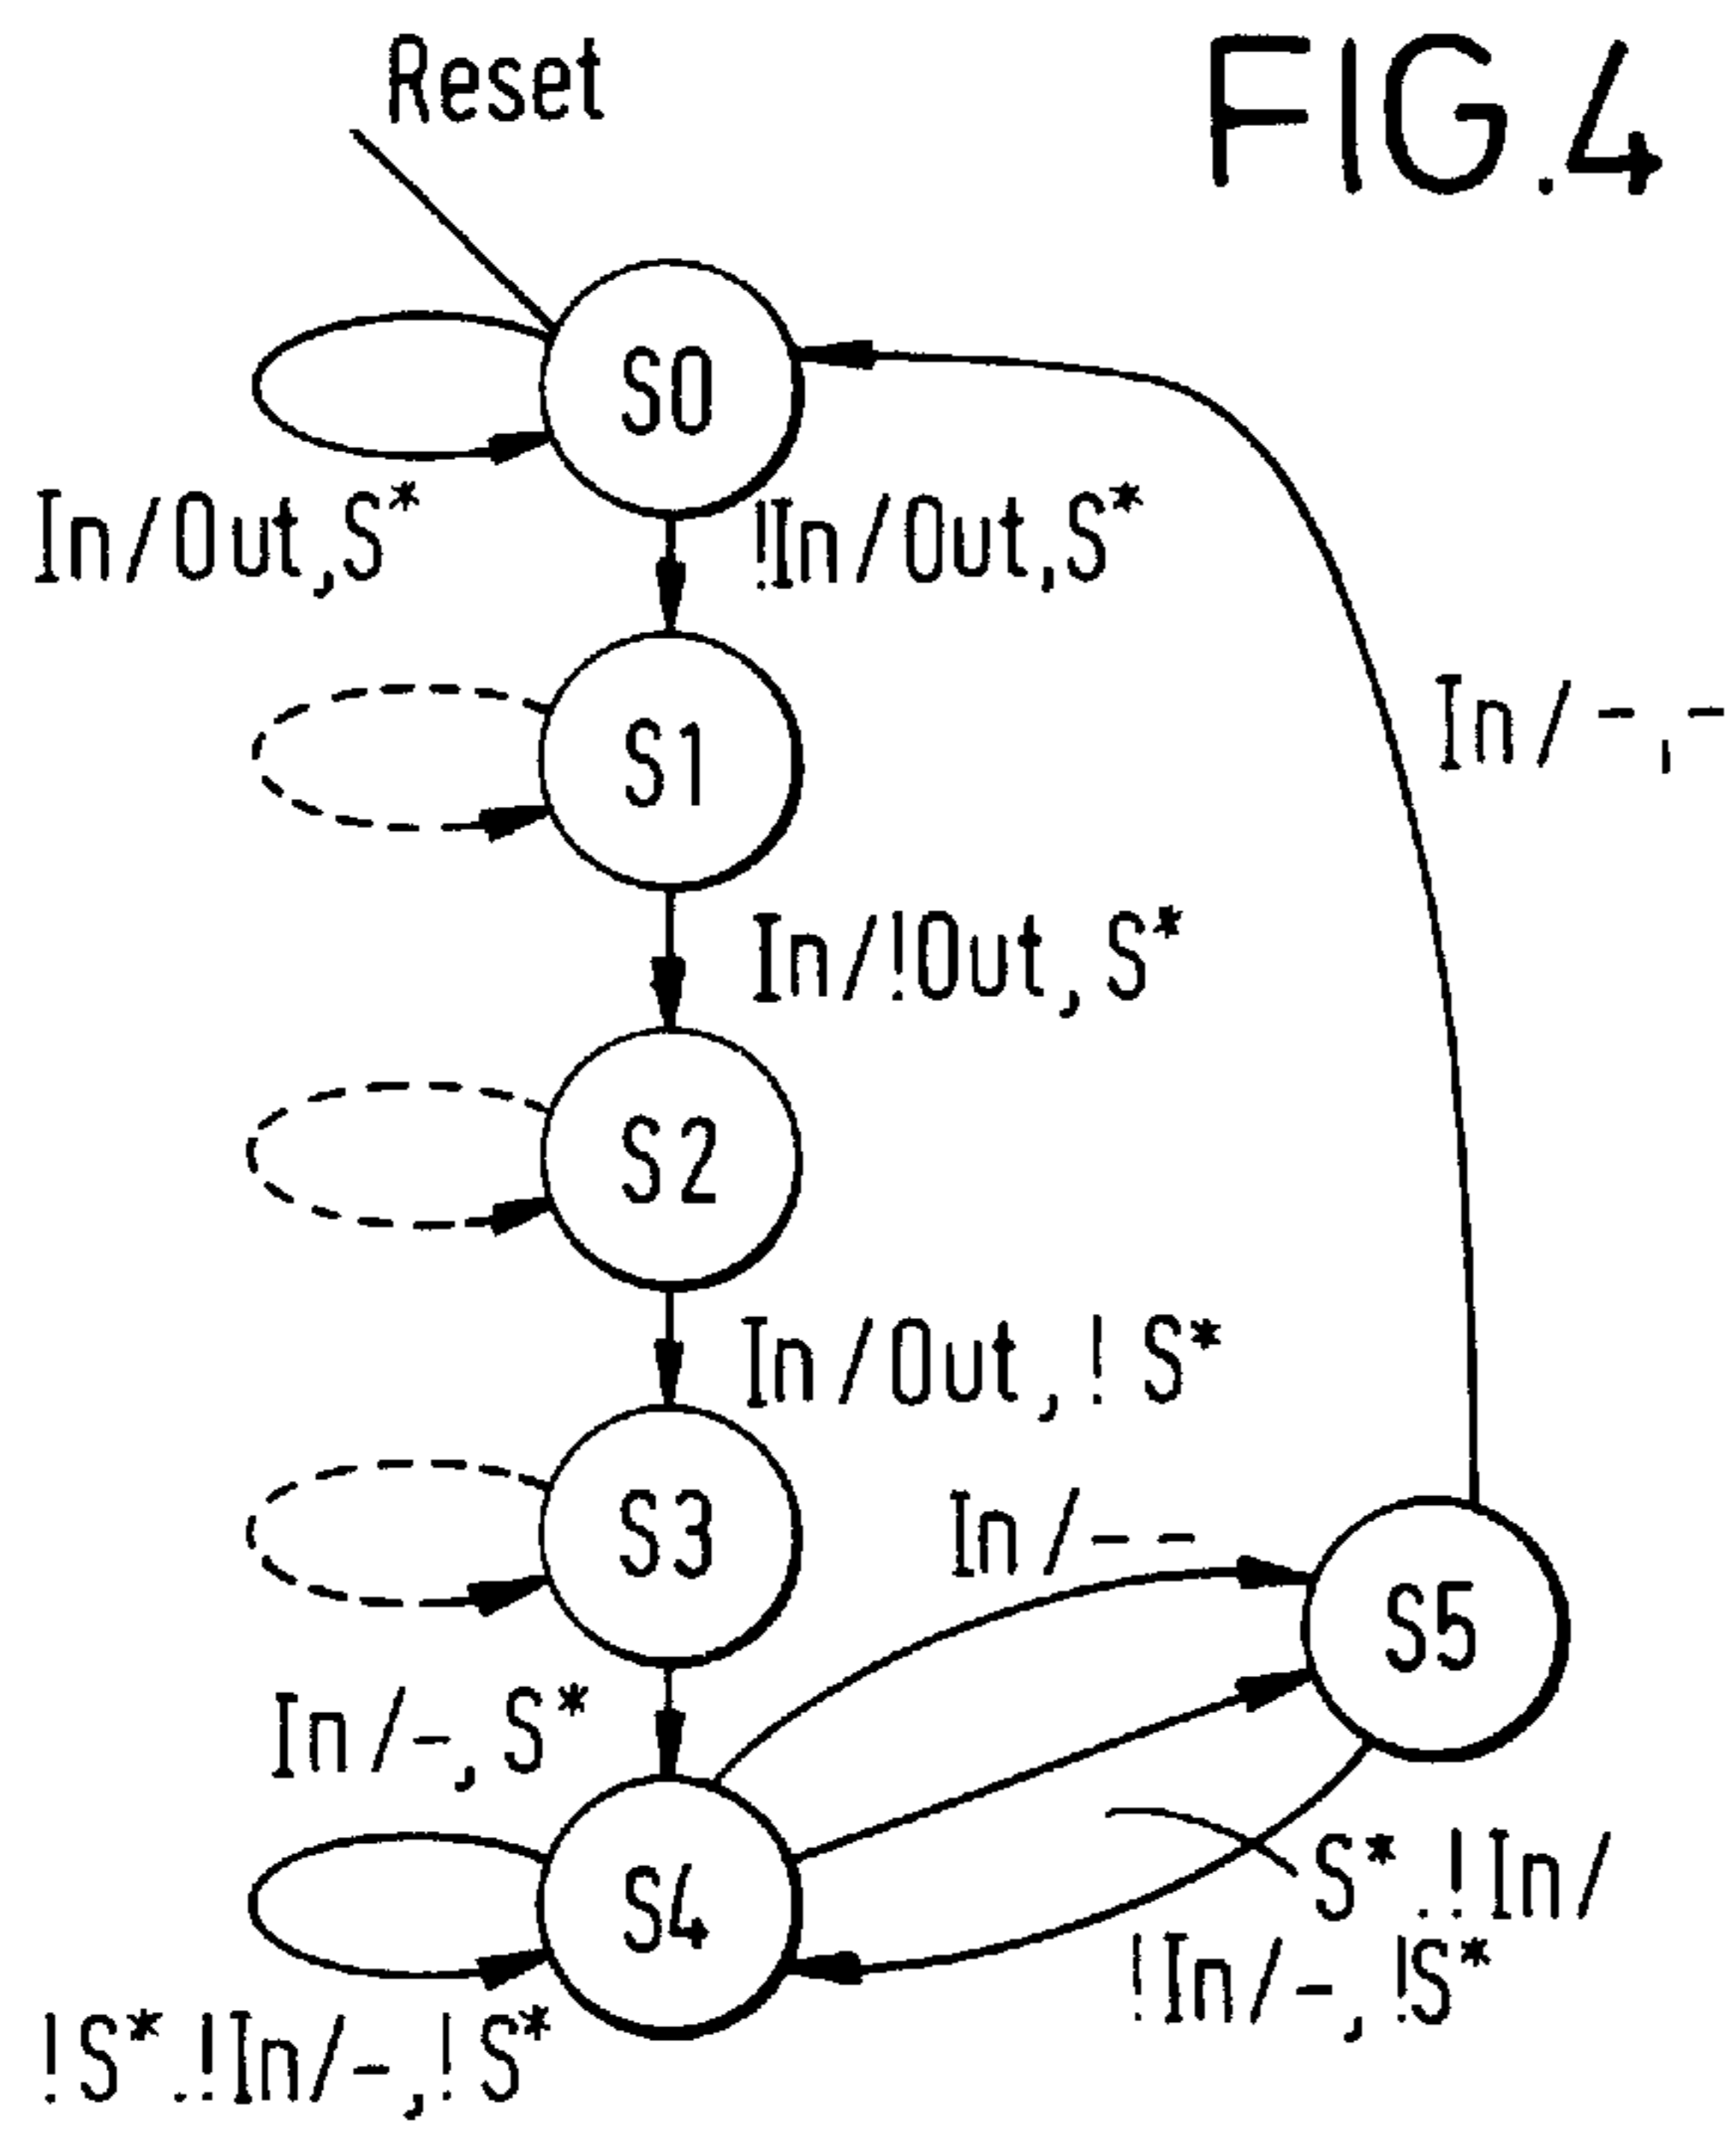 Reset
FIG.4
S0
In/Out,S*
!In/Out,S*
S1
In/-,-
In/!Out,S*
S2
In/Out,!S*
S3
In/--
S5
In/-,S*
S4
S*.!In/
!In/-,!S*
!S*.!In/-,!S*